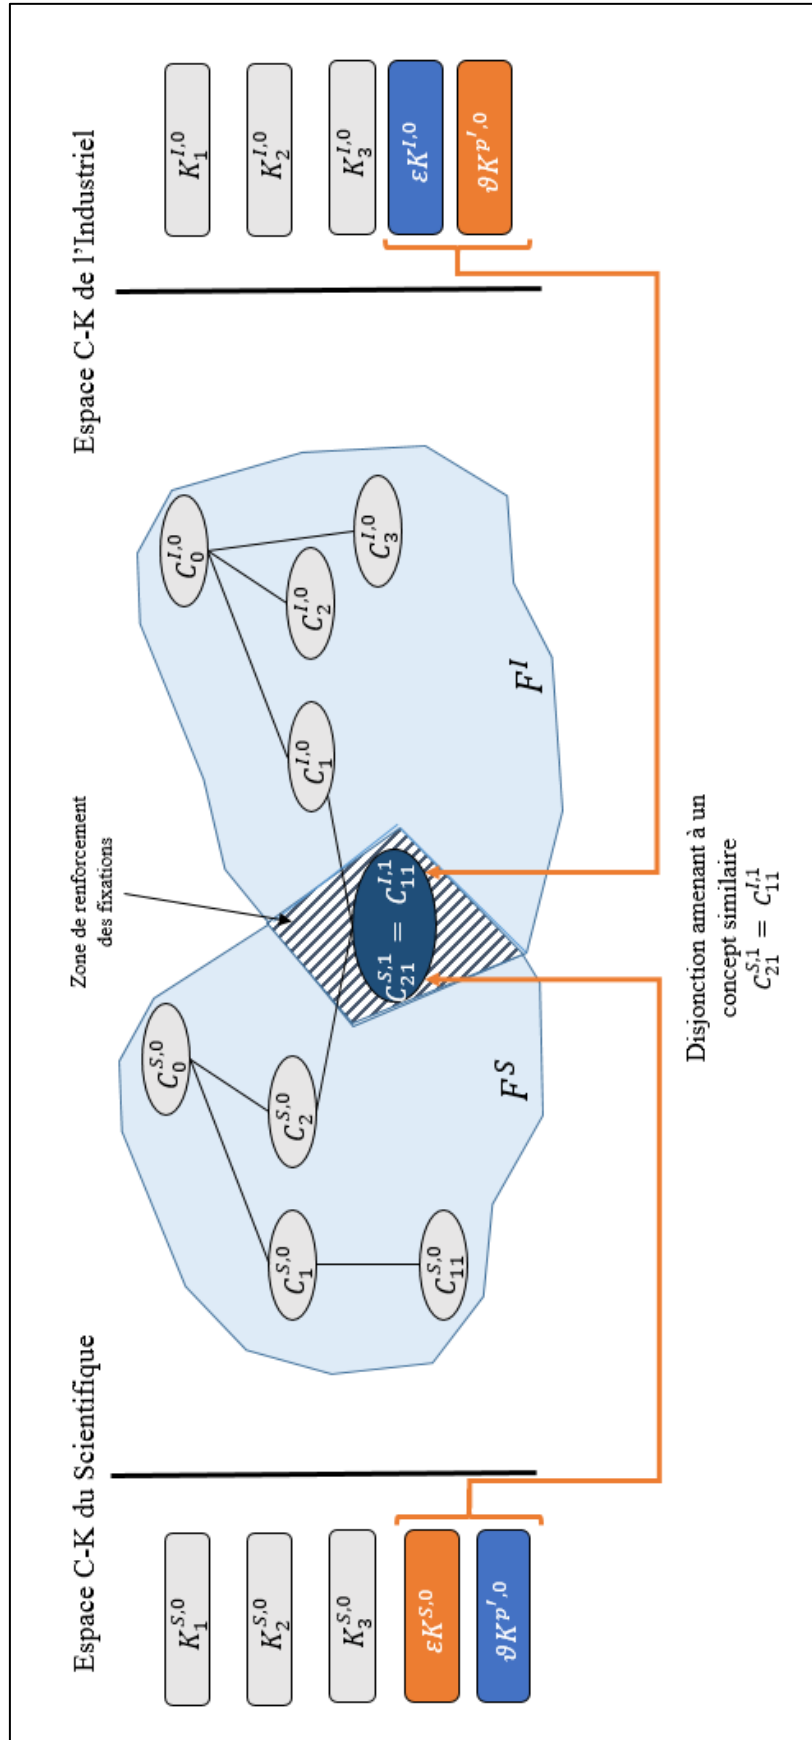 Espace C-K du Scientifique
Espace C-K de l'Industriel
Zone de renforcement
des fixations
K_1^{S,0}
K_2^{S,0}
K_3^{S,0}
εK^{S,0}
ϑK^{p',0}
C_0^{S,0}
C_1^{S,0}
C_2^{S,0}
C_11^{S,0}
F^S
C_21^{S,1} = C_11^{I,1}
C_0^{I,0}
C_1^{I,0}
C_2^{I,0}
C_3^{I,0}
F^I
K_1^{I,0}
K_2^{I,0}
K_3^{I,0}
εK^{I,0}
ϑK^{p',0}
Disjonction amenant à un
concept similaire
C_21^{S,1} = C_11^{I,1}